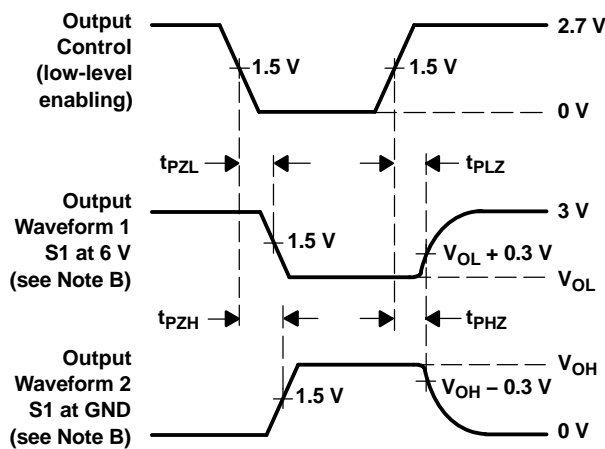 Output
Control
(low-level
enabling)
1.5 V
1.5 V
2.7 V
0 V
tPZL
tPLZ
Output
Waveform 1
S1 at 6 V
(see Note B)
1.5 V
3 V
VOL + 0.3 V
VOL
tPZH
tPHZ
Output
Waveform 2
S1 at GND
(see Note B)
1.5 V
VOH
VOH – 0.3 V
0 V